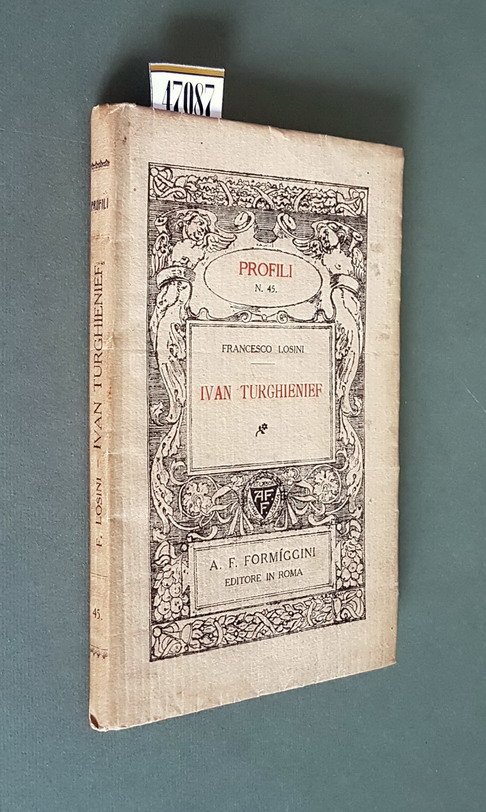 47087
PROFILI
N. 45.
FRANCESCO LOSINI
IVAN TURGHIENIEF
A. F. F.
A. F. FORMÍGGINI
EDITORE IN ROMA
PROFILI
F. LOSINI — IVAN TURGHIENIEF
45.